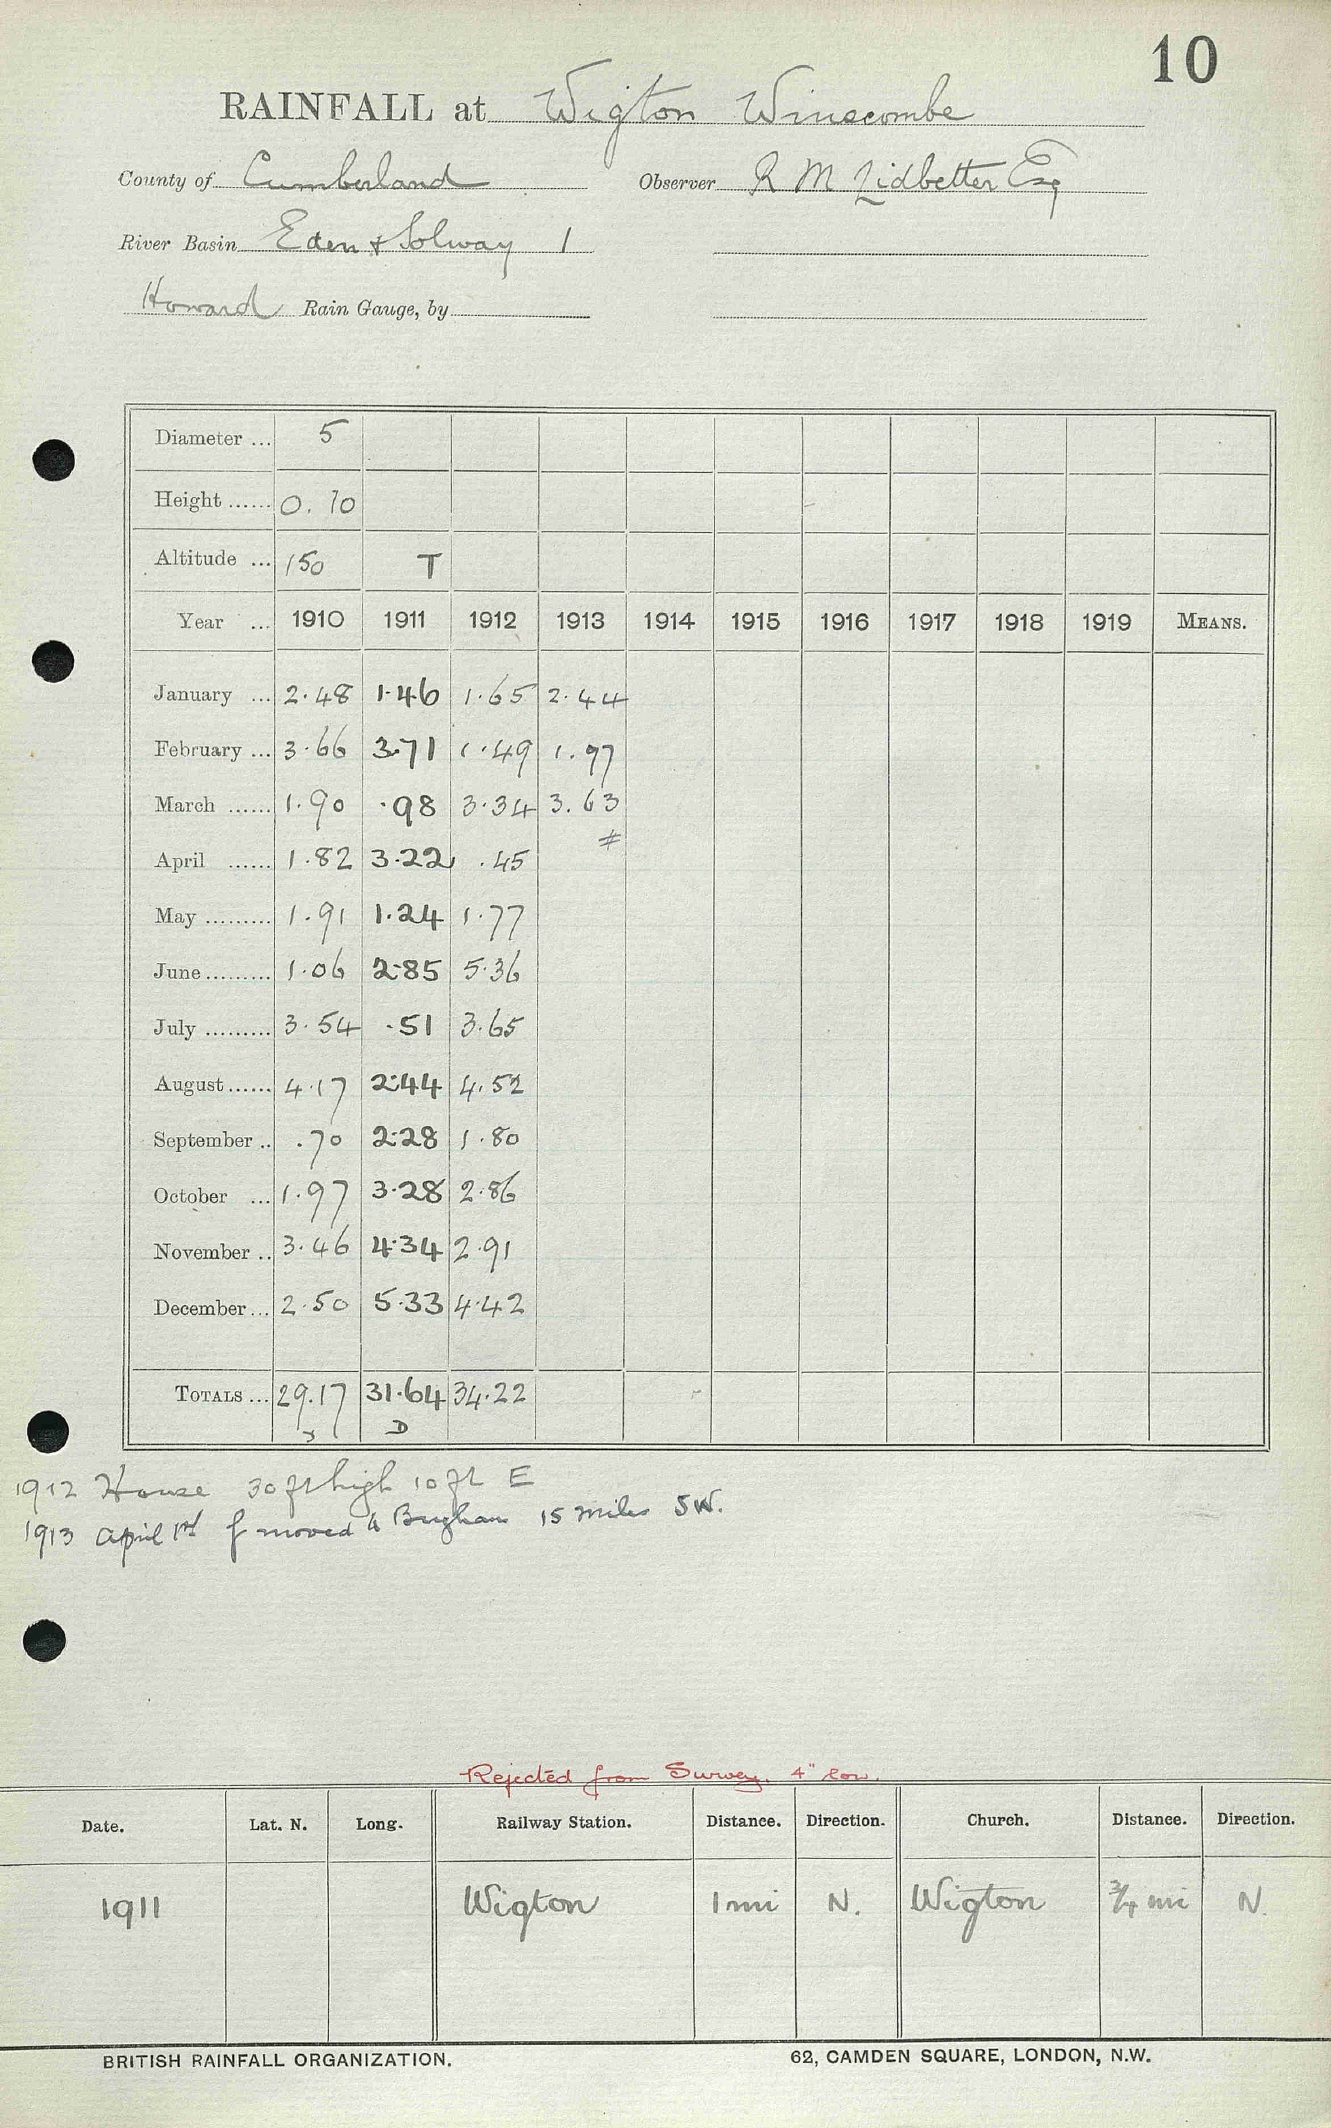 10
RAINFALL at Wigton Winscombe
County of Cumberland Observer R M Lidbetter Esq
River Basin Eden & Solway 1
Howard Rain Gauge, by
Diameter ... 5
Height ...... 0. 10
Altitude ... 150 T
Year ... 1910 1911 1912 1913 1914 1915 1916 1917 1918 1919 MEANS.
January ... 2.48 1.46 1.65 2.44
February ... 3.66 3.71 1.49 1.97
March ...... 1.90 .98 3.34 3.63
≠
April ...... 1.82 3.22 .45
May ......... 1.91 1.24 1.77
June ......... 1.06 2.85 5.36
July ......... 3.54 .51 3.65
August ...... 4.17 2.44 4.52
September .. .70 2.28 1.80
October ... 1.97 3.28 2.86
November .. 3.46 4.34 2.91
December ... 2.50 5.33 4.42
TOTALS ... 29.17 31.64 34.22
D
1912 House 30 ft high 10 ft E
1913 April 1st moved to Brigham 15 miles SW.
Rejected from Survey. 4" low.
Date. Lat. N. Long. Railway Station. Distance. Direction. Church. Distance. Direction.
1911 Wigton 1 mi N. Wigton 3/4 mi N.
BRITISH RAINFALL ORGANIZATION. 62, CAMDEN SQUARE, LONDON, N.W.